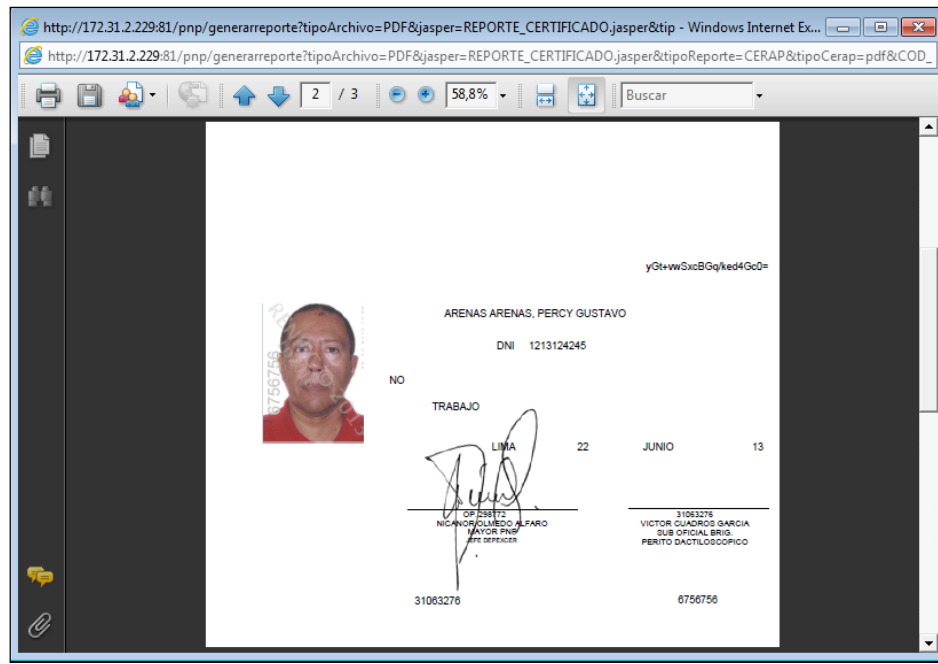 http://172.31.2.229:81/pnp/generarreporte?tipoArchivo=PDF&jasper=REPORTE_CERTIFICADO.jasper&tip - Windows Internet Ex...
http://172.31.2.229:81/pnp/generarreporte?tipoArchivo=PDF&jasper=REPORTE_CERTIFICADO.jasper&tipoReporte=CERAP&tipoCerap=pdf&COD_
2 / 3 58,8% Buscar
yGt+vwSxcBGq/ked4Gc0=
ARENAS ARENAS, PERCY GUSTAVO
DNI 1213124245
NO
6756756
TRABAJO
LIMA 22 JUNIO 13
OP 298772
NICANOR OLMEDO ALFARO
MAYOR PNP
JEFE DEPEXCER
31063276
VICTOR CUADROS GARCIA
SUB OFICIAL BRIG.
PERITO DACTILOSCOPICO
31063276 6756756